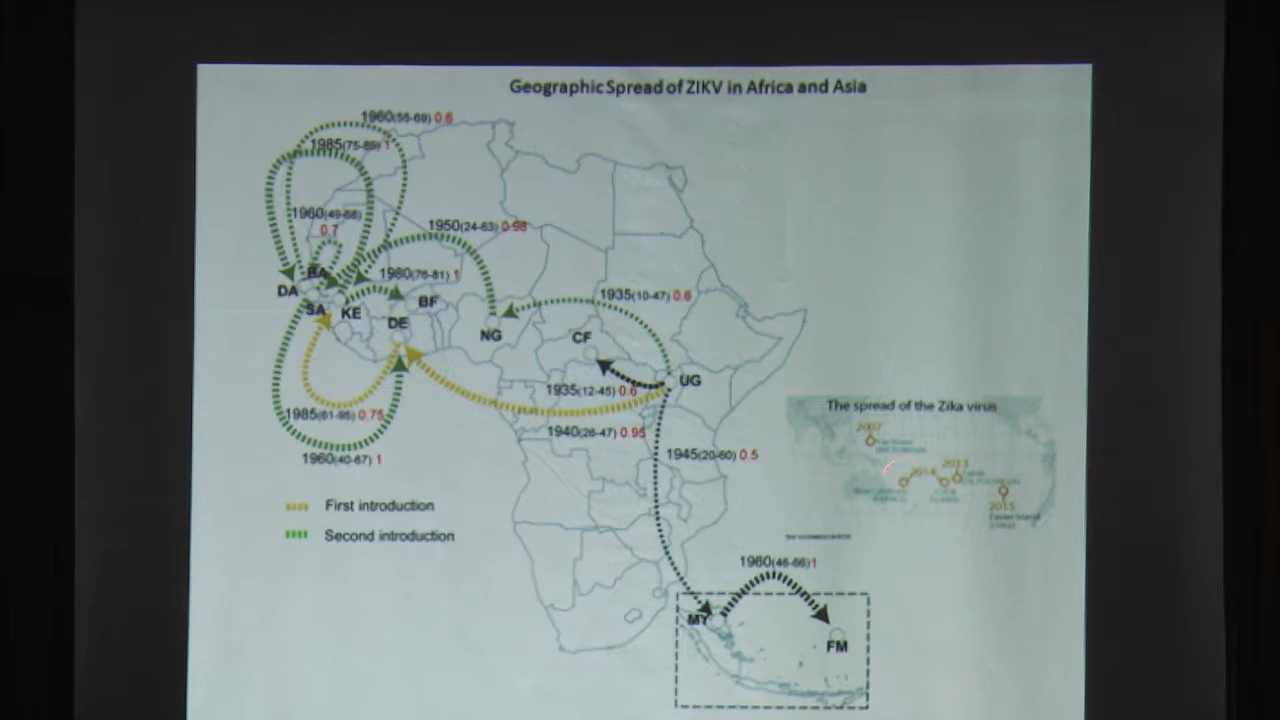 Geographic Spread of ZIKV in Africa and Asia
1960(55-69) 0.6
1985(75-89) 1
1960(49-68)
0.7
1950(24-63) 0.98
1980(76-81) 1
1935(10-47) 0.6
BA
DA
SA
KE
BF
DE
NG
CF
UG
1935(12-45) 0.6
1940(26-47) 0.95
1985(61-95) 0.75
1960(40-67) 1
1945(20-60) 0.5
First introduction
Second introduction
The spread of the Zika virus
2007
2014
2013
2015
Easter Island
1960(46-66)1
MY
FM